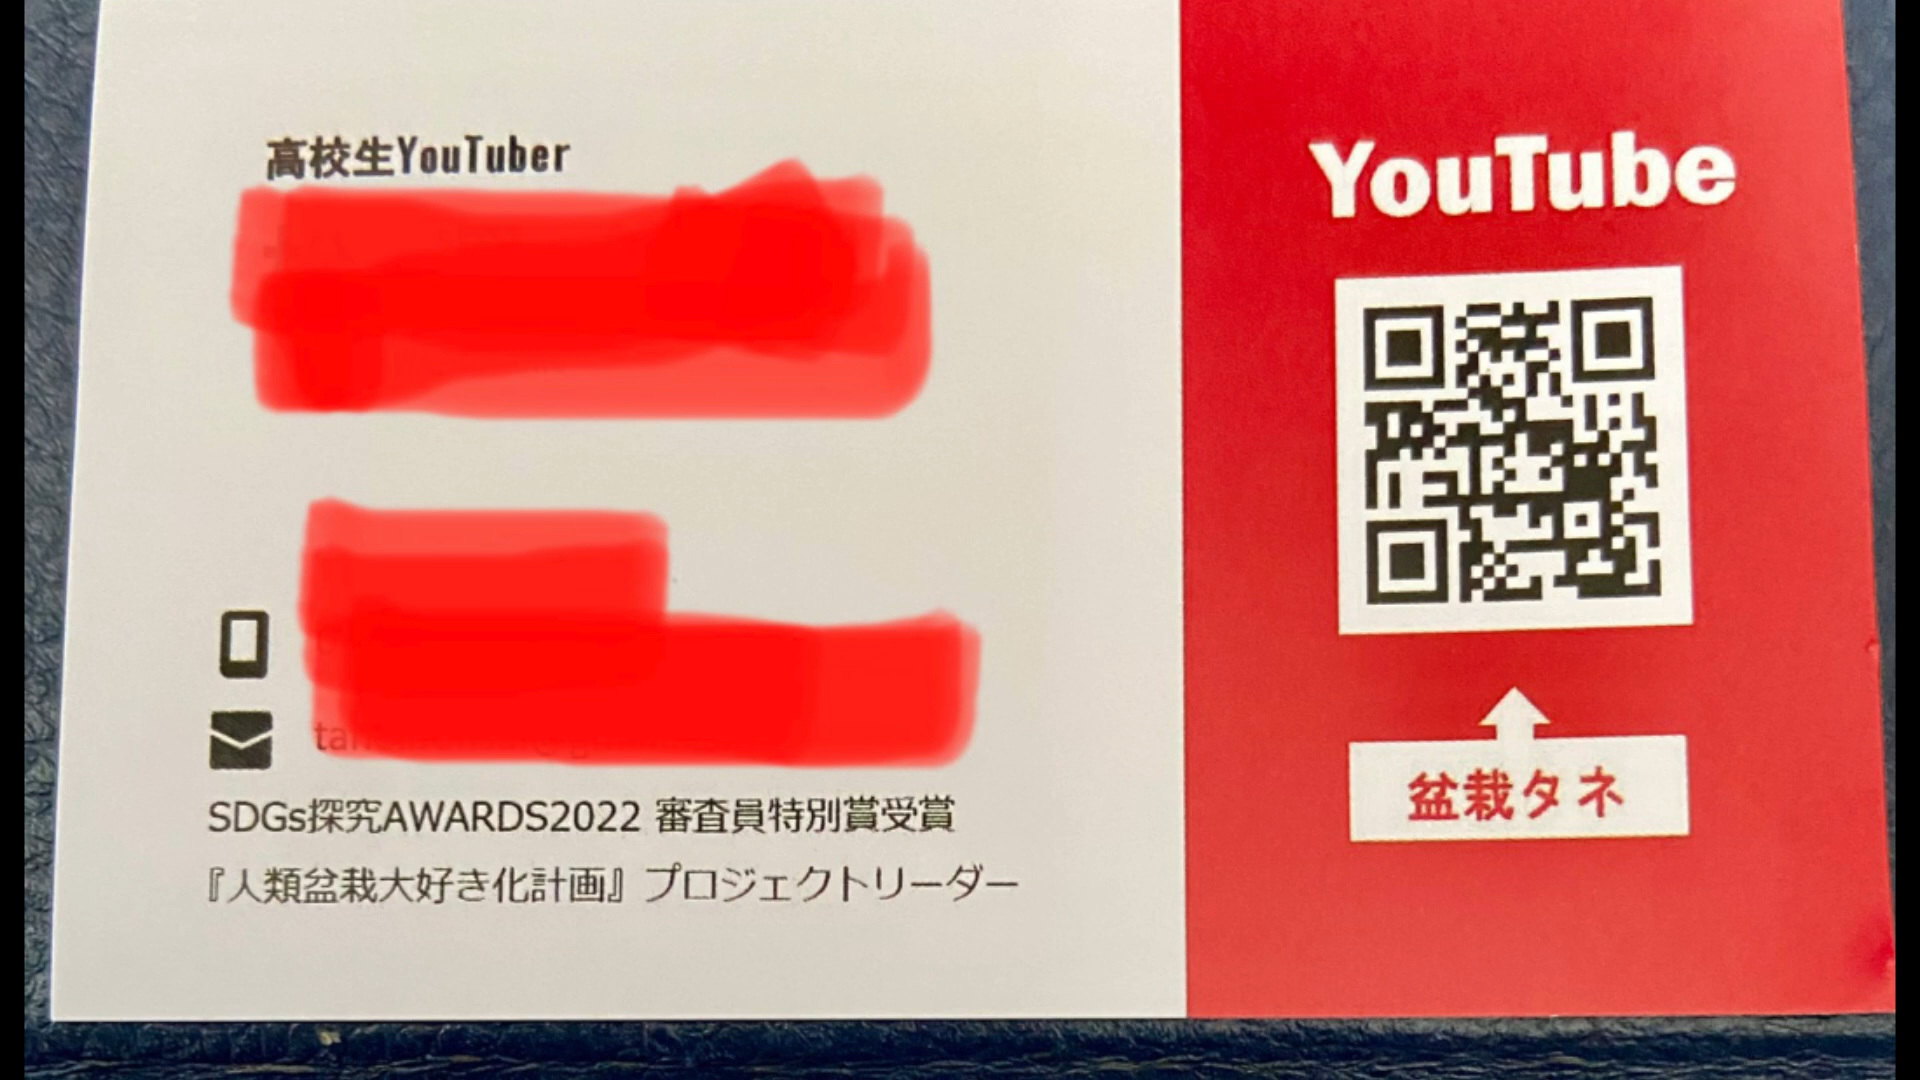 高校生YouTuber
SDGs探究AWARDS2022 審査員特別賞受賞
『人類盆栽大好き化計画』プロジェクトリーダー
YouTube
盆栽タネ